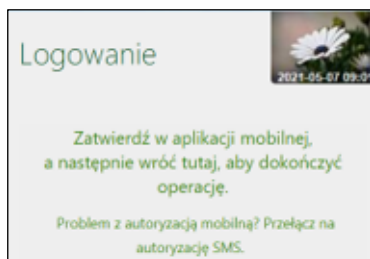 Logowanie
2021-05-07 09:0
Zatwierdź w aplikacji mobilnej,
a następnie wróć tutaj, aby dokończyć
operację.
Problem z autoryzacją mobilną? Przełącz na
autoryzację SMS.